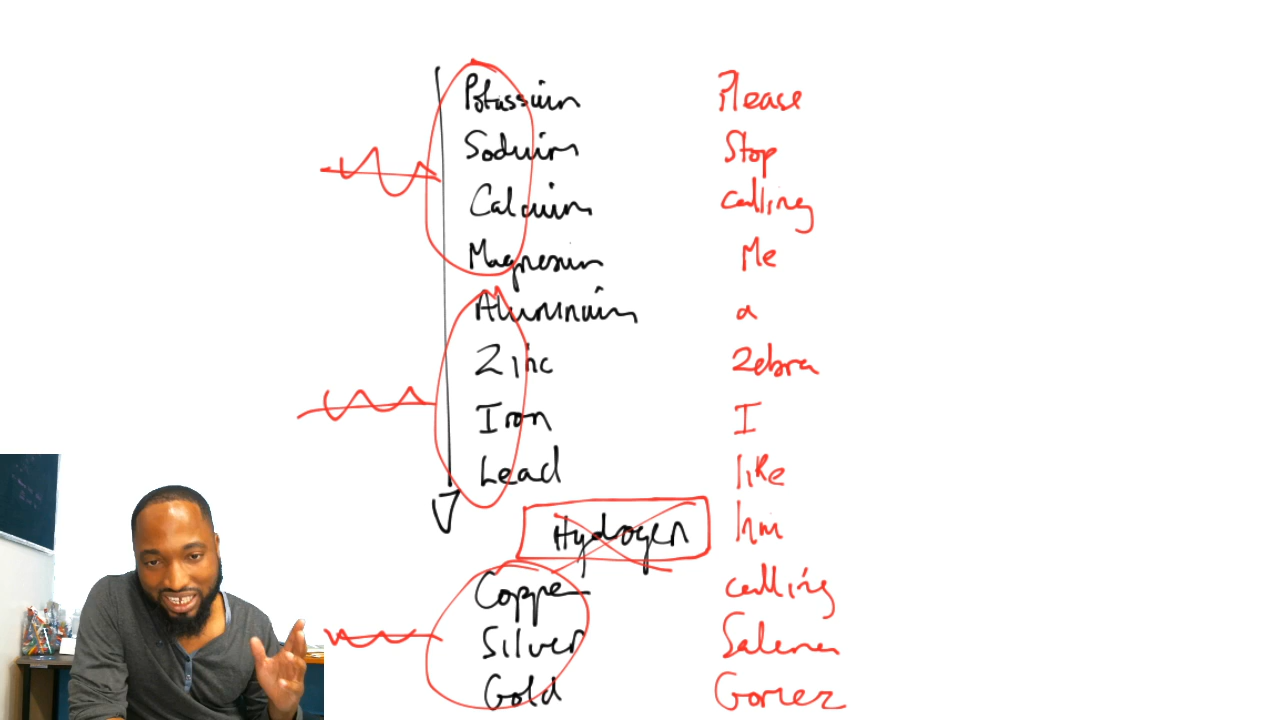 Potassium Please
Sodium Stop
Calcium calling
Magnesium Me
Aluminium a
Zinc Zebra
Iron I
Lead like
Hydrogen him
Copper calling
Silver Salena
Gold Gomez